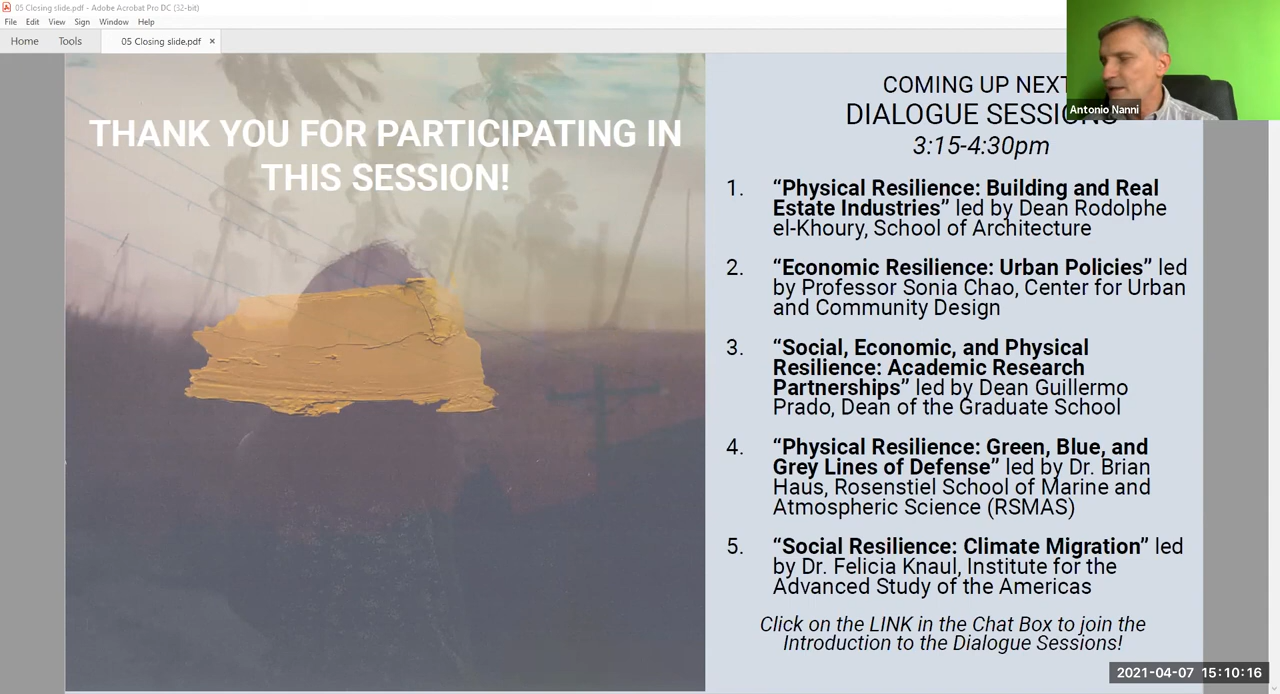 05 Closing slide.pdf - Adobe Acrobat Pro DC (32-bit)
File Edit View Sign Window Help
Home Tools 05 Closing slide.pdf ×
THANK YOU FOR PARTICIPATING IN
THIS SESSION!
COMING UP NEXT
DIALOGUE SESSIONS
3:15-4:30pm
1. “Physical Resilience: Building and Real
Estate Industries” led by Dean Rodolphe
el-Khoury, School of Architecture
2. “Economic Resilience: Urban Policies” led
by Professor Sonia Chao, Center for Urban
and Community Design
3. “Social, Economic, and Physical
Resilience: Academic Research
Partnerships” led by Dean Guillermo
Prado, Dean of the Graduate School
4. “Physical Resilience: Green, Blue, and
Grey Lines of Defense” led by Dr. Brian
Haus, Rosenstiel School of Marine and
Atmospheric Science (RSMAS)
5. “Social Resilience: Climate Migration” led
by Dr. Felicia Knaul, Institute for the
Advanced Study of the Americas
Click on the LINK in the Chat Box to join the
Introduction to the Dialogue Sessions!
Antonio Nanni
2021-04-07 15:10:16